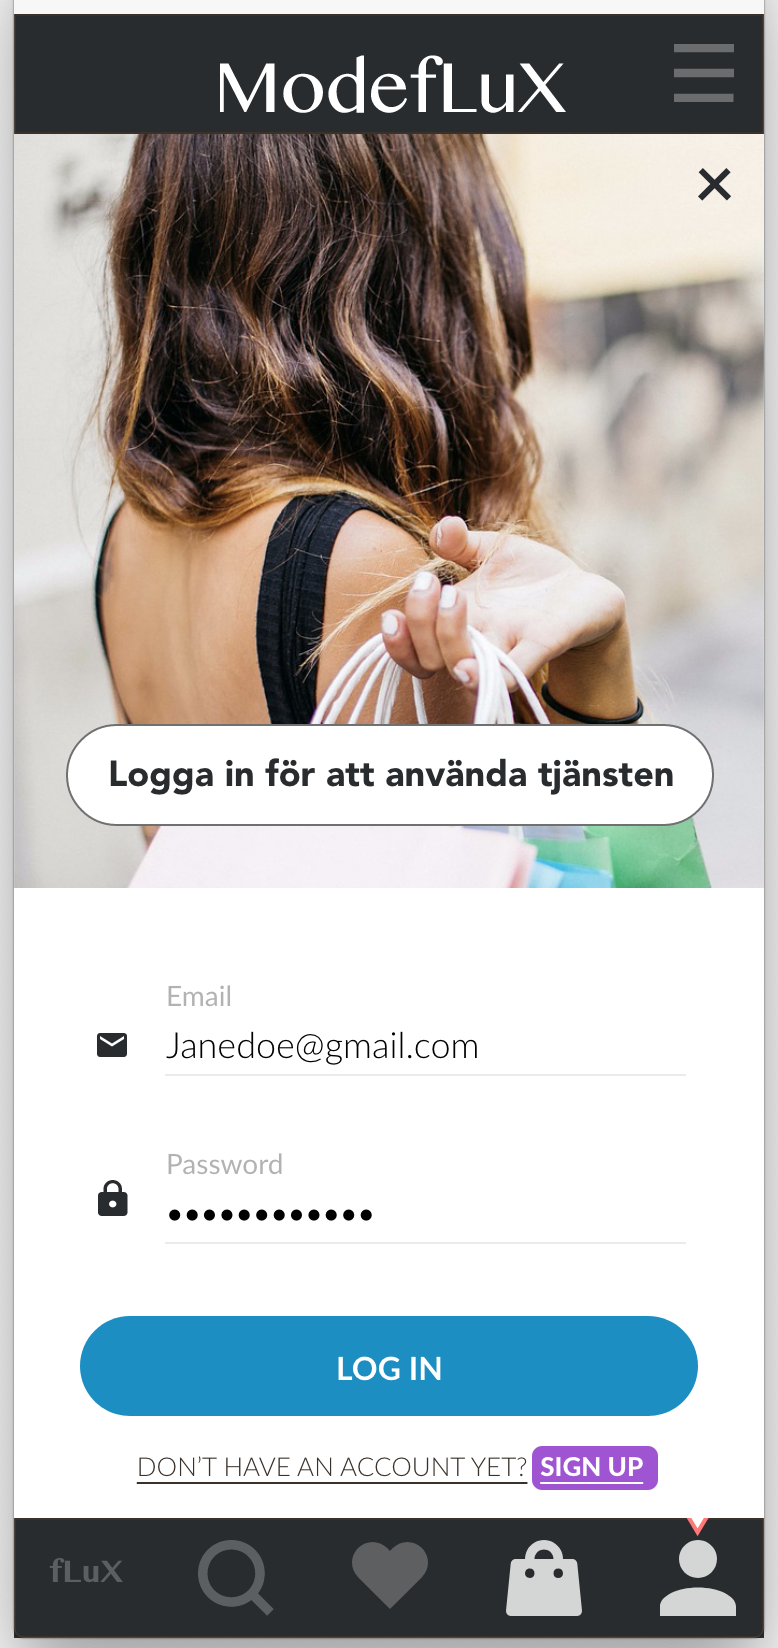 ModefLuX
Logga in för att använda tjänsten
Email
Janedoe@gmail.com
Password
••••••••••••
LOG IN
DON’T HAVE AN ACCOUNT YET? SIGN UP
fLuX